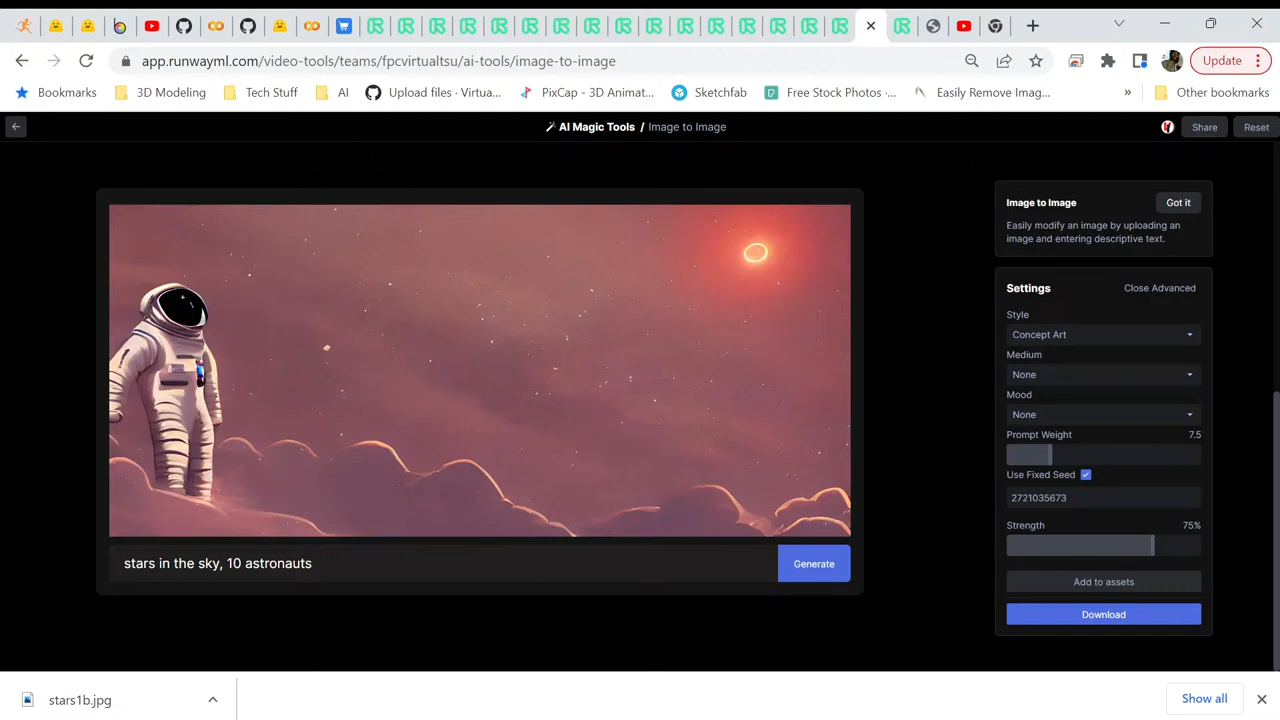 app.runwayml.com/video-tools/teams/fpcvirtualtsu/ai-tools/image-to-image
Update
Bookmarks
3D Modeling
Tech Stuff
AI
Upload files · Virtua...
PixCap - 3D Animat...
Sketchfab
Free Stock Photos ·...
Easily Remove Imag...
»
Other bookmarks
AI Magic Tools / Image to Image
Share
Reset
Image to Image
Got it
Easily modify an image by uploading an
image and entering descriptive text.
Settings
Close Advanced
Style
Concept Art
Medium
None
Mood
None
Prompt Weight
7.5
Use Fixed Seed
2721035673
Strength
75%
Add to assets
Download
stars in the sky, 10 astronauts
Generate
stars1b.jpg
Show all